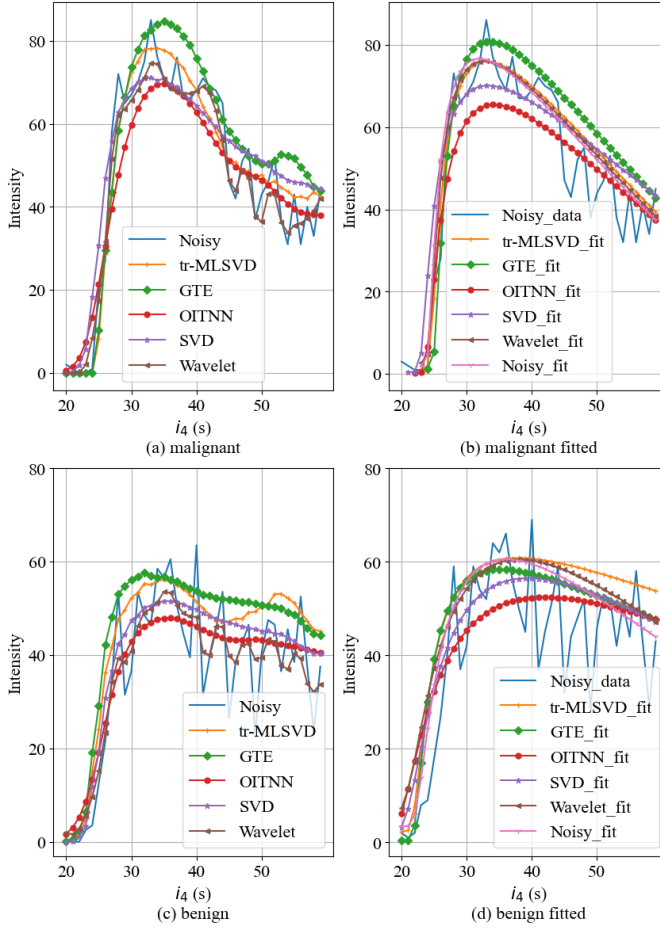 80
60
40
20
0
Intensity
Noisy
tr-MLSVD
GTE
OITNN
SVD
Wavelet
20 30 40 50
i₄ (s)
(a) malignant
80
60
40
20
0
Intensity
Noisy_data
tr-MLSVD_fit
GTE_fit
OITNN_fit
SVD_fit
Wavelet_fit
Noisy_fit
20 30 40 50
i₄ (s)
(b) malignant fitted
80
60
40
20
0
Intensity
Noisy
tr-MLSVD
GTE
OITNN
SVD
Wavelet
20 30 40 50
i₄ (s)
(c) benign
80
60
40
20
0
Intensity
Noisy_data
tr-MLSVD_fit
GTE_fit
OITNN_fit
SVD_fit
Wavelet_fit
Noisy_fit
20 30 40 50
i₄ (s)
(d) benign fitted